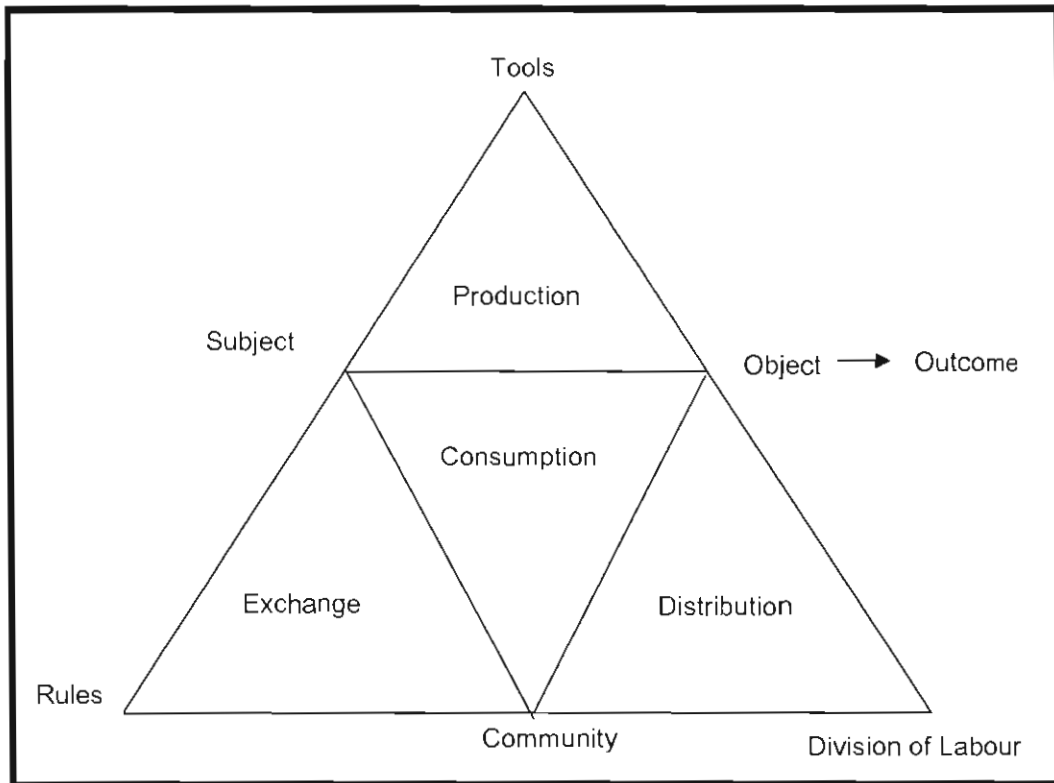 Tools
Production
Subject
Object → Outcome
Consumption
Exchange
Distribution
Rules
Community
Division of Labour